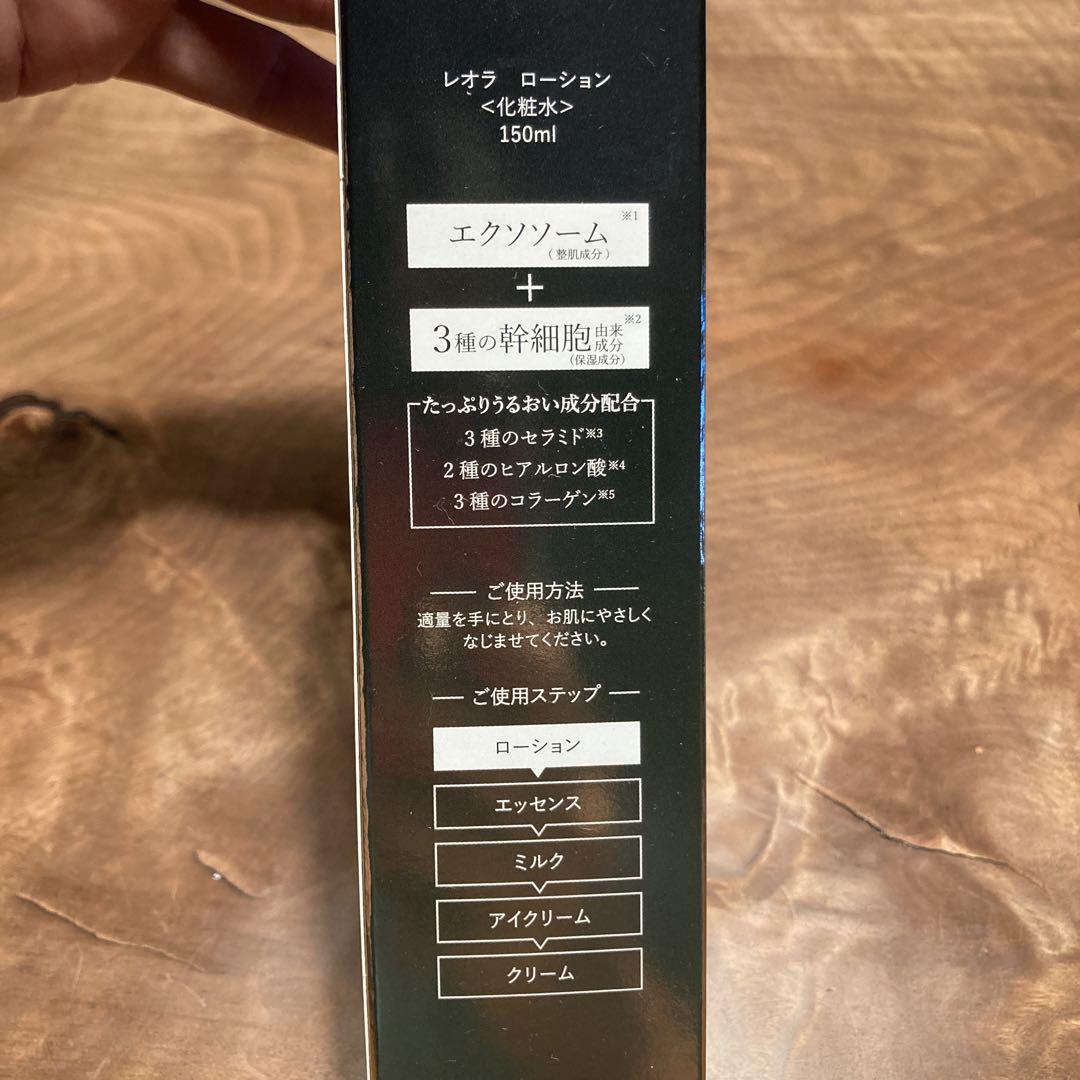 レオラ ローション
<化粧水>
150ml
エクソソーム※1
(整肌成分)
+
3種の幹細胞由来成分※2
(保湿成分)
たっぷりうるおい成分配合
3種のセラミド※3
2種のヒアルロン酸※4
3種のコラーゲン※5
ご使用方法
適量を手にとり、お肌にやさしく
なじませてください。
ご使用ステップ
ローション
エッセンス
ミルク
アイクリーム
クリーム